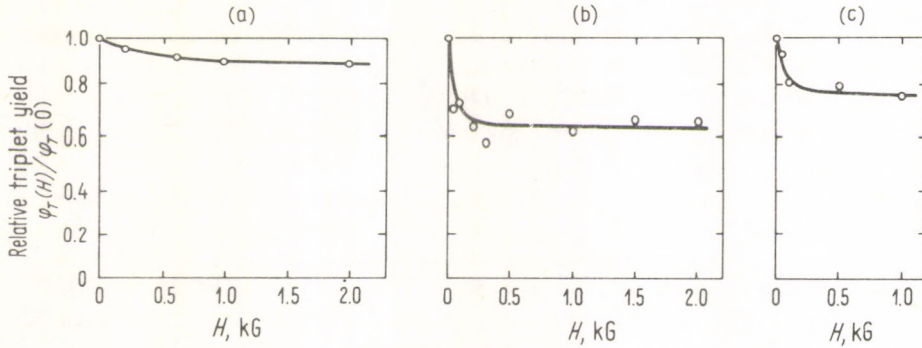 (a)
(b)
(c)
Relative triplet yield
φT(H)/φT(0)
1.0
0.8
0.6
0.4
0.2
0
0 0.5 1.0 1.5 2.0
H, kG
0 0.5 1.0 1.5 2.0
H, kG
0 0.5 1.0
H, kG